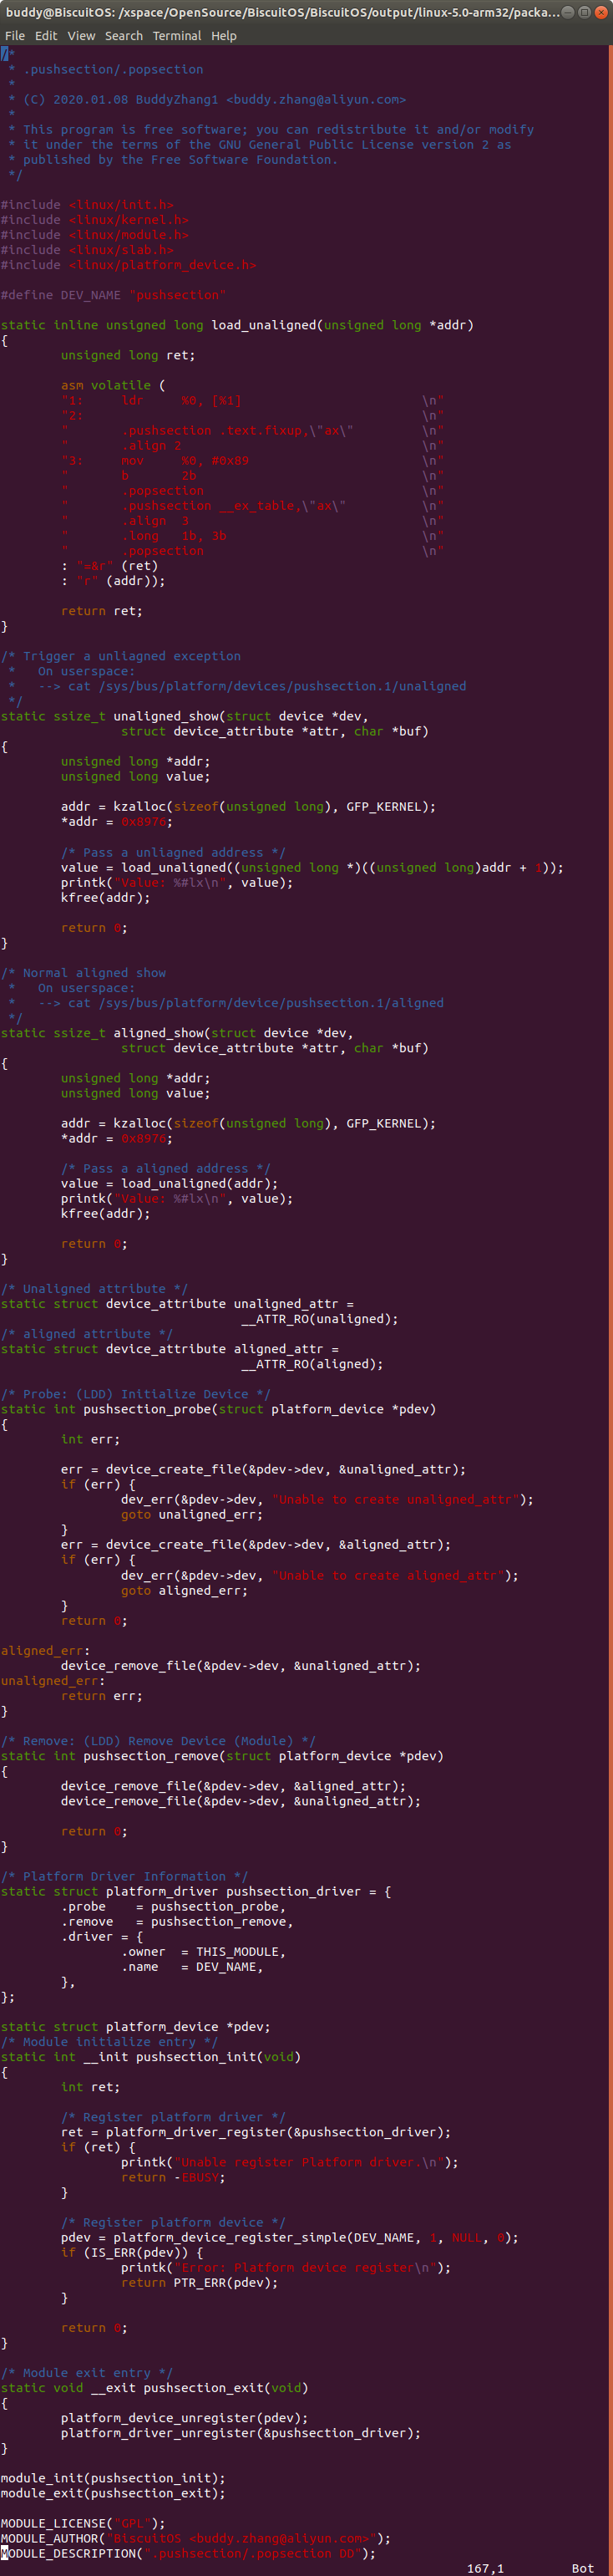 buddy@BiscuitOS: /xspace/OpenSource/BiscuitOS/BiscuitOS/output/linux-5.0-arm32/packa...
File Edit View Search Terminal Help
/*
 * .pushsection/.popsection
 *
 * (C) 2020.01.08 BuddyZhang1 <buddy.zhang@aliyun.com>
 *
 * This program is free software; you can redistribute it and/or modify
 * it under the terms of the GNU General Public License version 2 as
 * published by the Free Software Foundation.
 */

#include <linux/init.h>
#include <linux/kernel.h>
#include <linux/module.h>
#include <linux/slab.h>
#include <linux/platform_device.h>

#define DEV_NAME "pushsection"

static inline unsigned long load_unaligned(unsigned long *addr)
{
        unsigned long ret;

        asm volatile (
        "1:     ldr     %0, [%1]                        \n"
        "2:                                             \n"
        "       .pushsection .text.fixup,\"ax\"         \n"
        "       .align 2                                \n"
        "3:     mov     %0, #0x89                       \n"
        "       b       2b                              \n"
        "       .popsection                             \n"
        "       .pushsection __ex_table,\"ax\"          \n"
        "       .align  3                               \n"
        "       .long   1b, 3b                          \n"
        "       .popsection                             \n"
        : "=&r" (ret)
        : "r" (addr));

        return ret;
}

/* Trigger a unliagned exception
 *   On userspace:
 *   --> cat /sys/bus/platform/devices/pushsection.1/unaligned
 */
static ssize_t unaligned_show(struct device *dev,
                struct device_attribute *attr, char *buf)
{
        unsigned long *addr;
        unsigned long value;

        addr = kzalloc(sizeof(unsigned long), GFP_KERNEL);
        *addr = 0x8976;

        /* Pass a unliagned address */
        value = load_unaligned((unsigned long *)((unsigned long)addr + 1));
        printk("Value: %#lx\n", value);
        kfree(addr);

        return 0;
}

/* Normal aligned show
 *   On userspace:
 *   --> cat /sys/bus/platform/device/pushsection.1/aligned
 */
static ssize_t aligned_show(struct device *dev,
                struct device_attribute *attr, char *buf)
{
        unsigned long *addr;
        unsigned long value;

        addr = kzalloc(sizeof(unsigned long), GFP_KERNEL);
        *addr = 0x8976;

        /* Pass a aligned address */
        value = load_unaligned(addr);
        printk("Value: %#lx\n", value);
        kfree(addr);

        return 0;
}

/* Unaligned attribute */
static struct device_attribute unaligned_attr =
                                __ATTR_RO(unaligned);
/* aligned attribute */
static struct device_attribute aligned_attr =
                                __ATTR_RO(aligned);

/* Probe: (LDD) Initialize Device */
static int pushsection_probe(struct platform_device *pdev)
{
        int err;

        err = device_create_file(&pdev->dev, &unaligned_attr);
        if (err) {
                dev_err(&pdev->dev, "Unable to create unaligned_attr");
                goto unaligned_err;
        }
        err = device_create_file(&pdev->dev, &aligned_attr);
        if (err) {
                dev_err(&pdev->dev, "Unable to create aligned_attr");
                goto aligned_err;
        }
        return 0;

aligned_err:
        device_remove_file(&pdev->dev, &unaligned_attr);
unaligned_err:
        return err;
}

/* Remove: (LDD) Remove Device (Module) */
static int pushsection_remove(struct platform_device *pdev)
{
        device_remove_file(&pdev->dev, &aligned_attr);
        device_remove_file(&pdev->dev, &unaligned_attr);

        return 0;
}

/* Platform Driver Information */
static struct platform_driver pushsection_driver = {
        .probe    = pushsection_probe,
        .remove   = pushsection_remove,
        .driver = {
                .owner  = THIS_MODULE,
                .name   = DEV_NAME,
        },
};

static struct platform_device *pdev;
/* Module initialize entry */
static int __init pushsection_init(void)
{
        int ret;

        /* Register platform driver */
        ret = platform_driver_register(&pushsection_driver);
        if (ret) {
                printk("Unable register Platform driver.\n");
                return -EBUSY;
        }

        /* Register platform device */
        pdev = platform_device_register_simple(DEV_NAME, 1, NULL, 0);
        if (IS_ERR(pdev)) {
                printk("Error: Platform device register\n");
                return PTR_ERR(pdev);
        }

        return 0;
}

/* Module exit entry */
static void __exit pushsection_exit(void)
{
        platform_device_unregister(pdev);
        platform_driver_unregister(&pushsection_driver);
}

module_init(pushsection_init);
module_exit(pushsection_exit);

MODULE_LICENSE("GPL");
MODULE_AUTHOR("BiscuitOS <buddy.zhang@aliyun.com>");
MODULE_DESCRIPTION(".pushsection/.popsection DD");
167,1         Bot